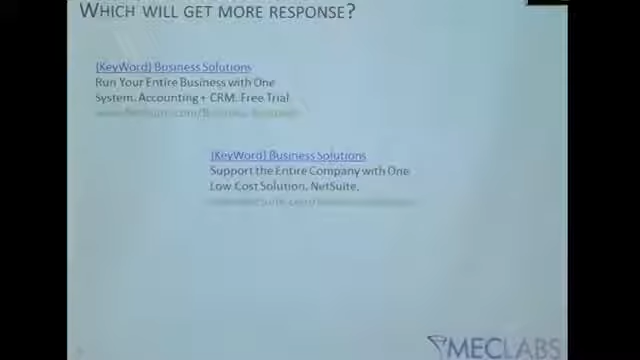 WHICH WILL GET MORE RESPONSE?
{KeyWord} Business Solutions
Run Your Entire Business with One
System. Accounting + CRM. Free Trial
{KeyWord} Business Solutions
Support the Entire Company with One
Low Cost Solution. NetSuite.
MECLABS